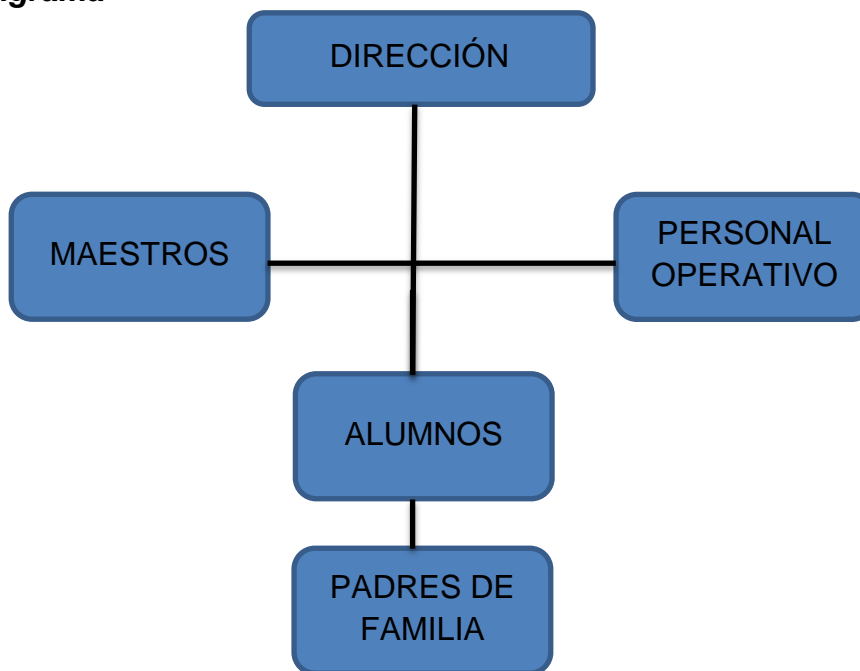 DIRECCIÓN
MAESTROS
PERSONAL
OPERATIVO
ALUMNOS
PADRES DE
FAMILIA